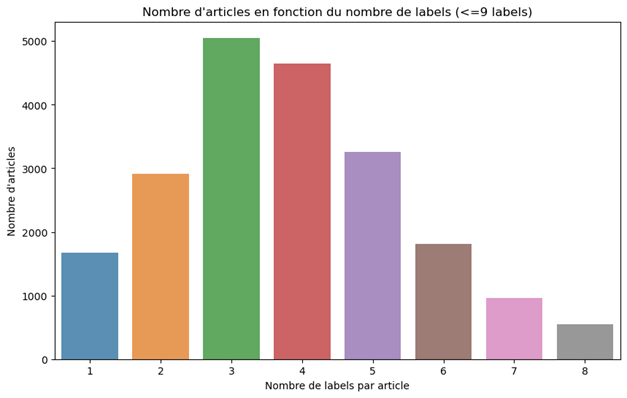 Nombre d'articles en fonction du nombre de labels (<=9 labels)
5000
4000
3000
2000
1000
0
Nombre d'articles
1 2 3 4 5 6 7 8
Nombre de labels par article